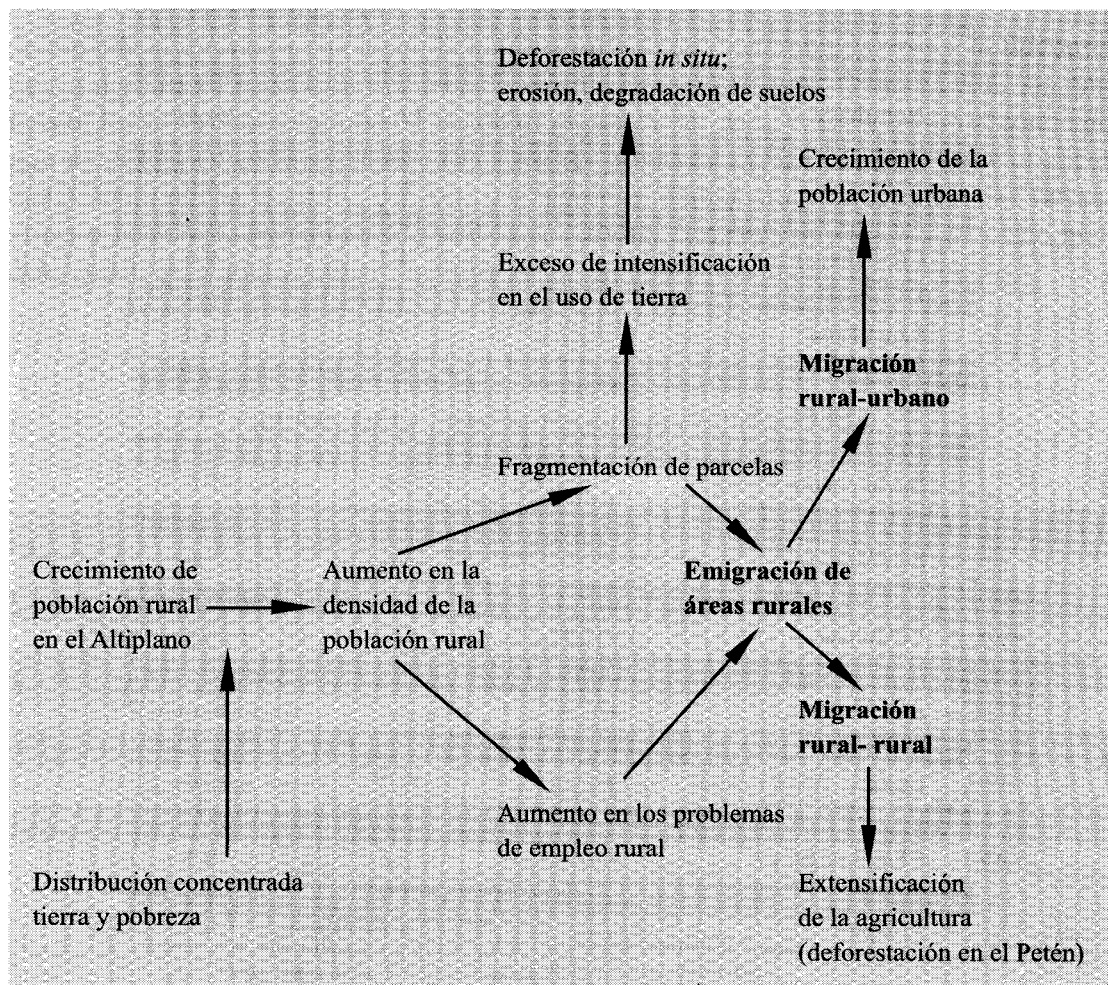 Deforestación in situ;
erosión, degradación de suelos
Crecimiento de la
población urbana
Exceso de intensificación
en el uso de tierra
Migración
rural-urbano
Fragmentación de parcelas
Crecimiento de
población rural
en el Altiplano
Aumento en la
densidad de la
población rural
Emigración de
áreas rurales
Migración
rural- rural
Aumento en los problemas
de empleo rural
Distribución concentrada
tierra y pobreza
Extensificación
de la agricultura
(deforestación en el Petén)